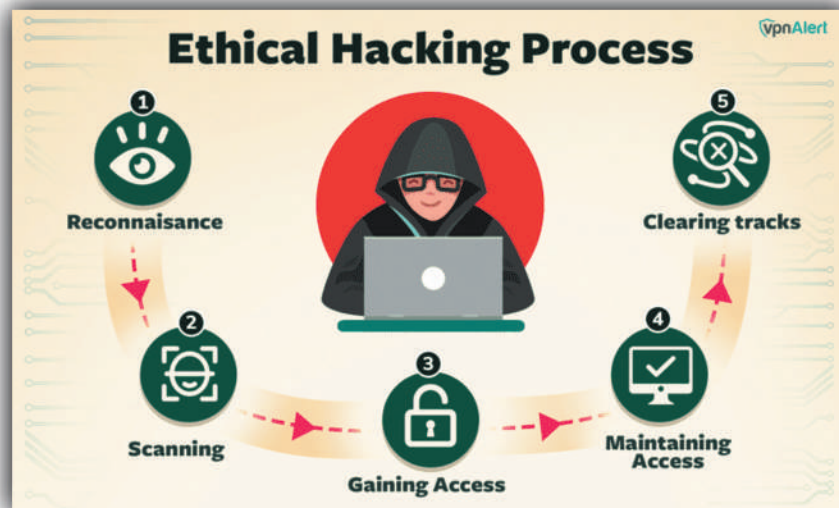 vpnAlert
Ethical Hacking Process
1
Reconnaisance
2
Scanning
3
Gaining Access
4
Maintaining
Access
5
Clearing tracks